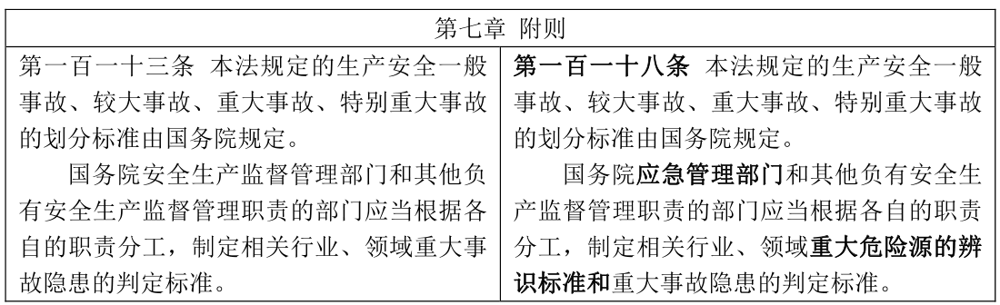 第七章 附则
第一百一十三条 本法规定的生产安全一般
事故、较大事故、重大事故、特别重大事故
的划分标准由国务院规定。
国务院安全生产监督管理部门和其他负
有安全生产监督管理职责的部门应当根据各
自的职责分工，制定相关行业、领域重大事
故隐患的判定标准。
第一百一十八条 本法规定的生产安全一般
事故、较大事故、重大事故、特别重大事故
的划分标准由国务院规定。
国务院应急管理部门和其他负有安全生
产监督管理职责的部门应当根据各自的职责
分工，制定相关行业、领域重大危险源的辨
识标准和重大事故隐患的判定标准。